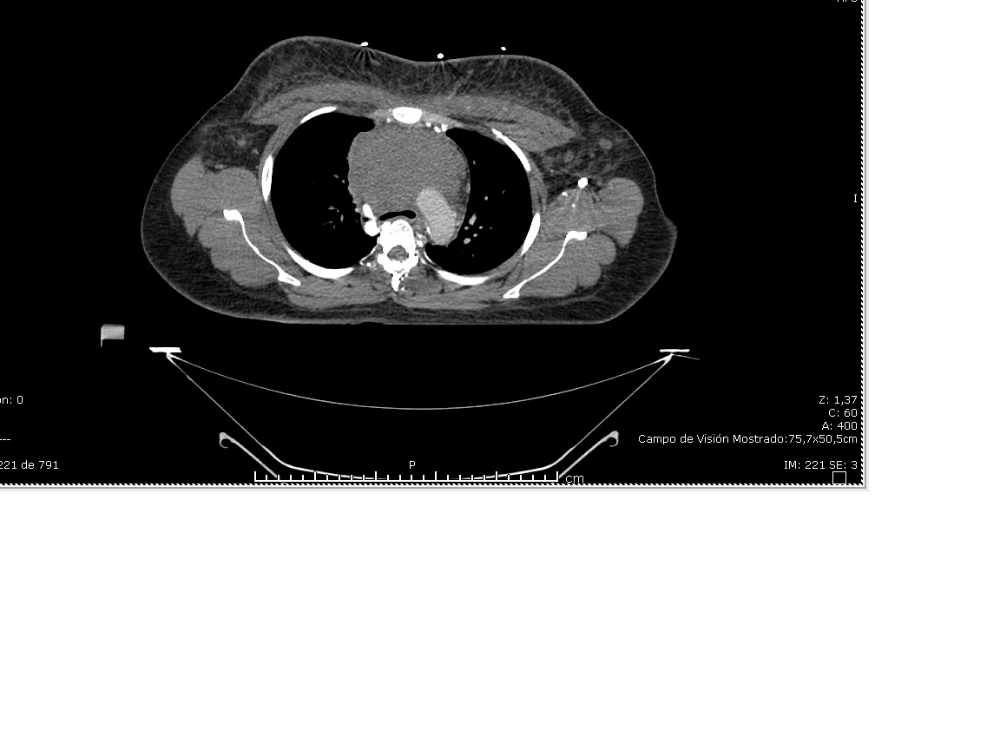 I
on: 0
Z: 1,37
C: 60
A: 400
---
Campo de Visión Mostrado:75,7x50,5cm
221 de 791
P
IM: 221 SE: 3
cm